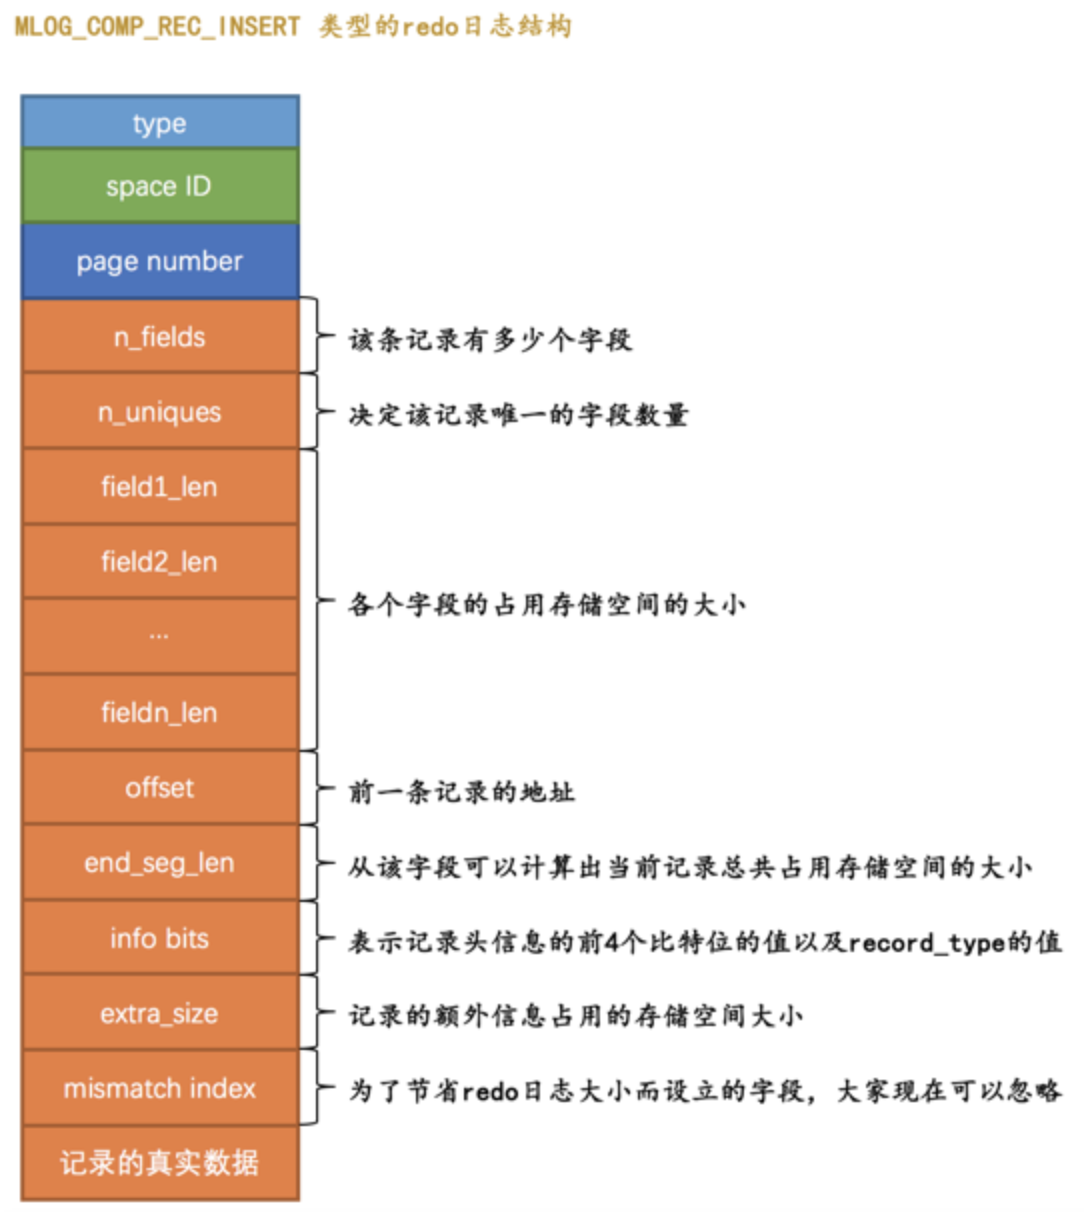 MLOG_COMP_REC_INSERT 类型的redo日志结构
type
space ID
page number
n_fields
该条记录有多少个字段
n_uniques
决定该记录唯一的字段数量
field1_len
field2_len
...
fieldn_len
各个字段的占用存储空间的大小
offset
前一条记录的地址
end_seg_len
从该字段可以计算出当前记录总共占用存储空间的大小
info bits
表示记录头信息的前4个比特位的值以及record_type的值
extra_size
记录的额外信息占用的存储空间大小
mismatch index
为了节省redo日志大小而设立的字段，大家现在可以忽略
记录的真实数据